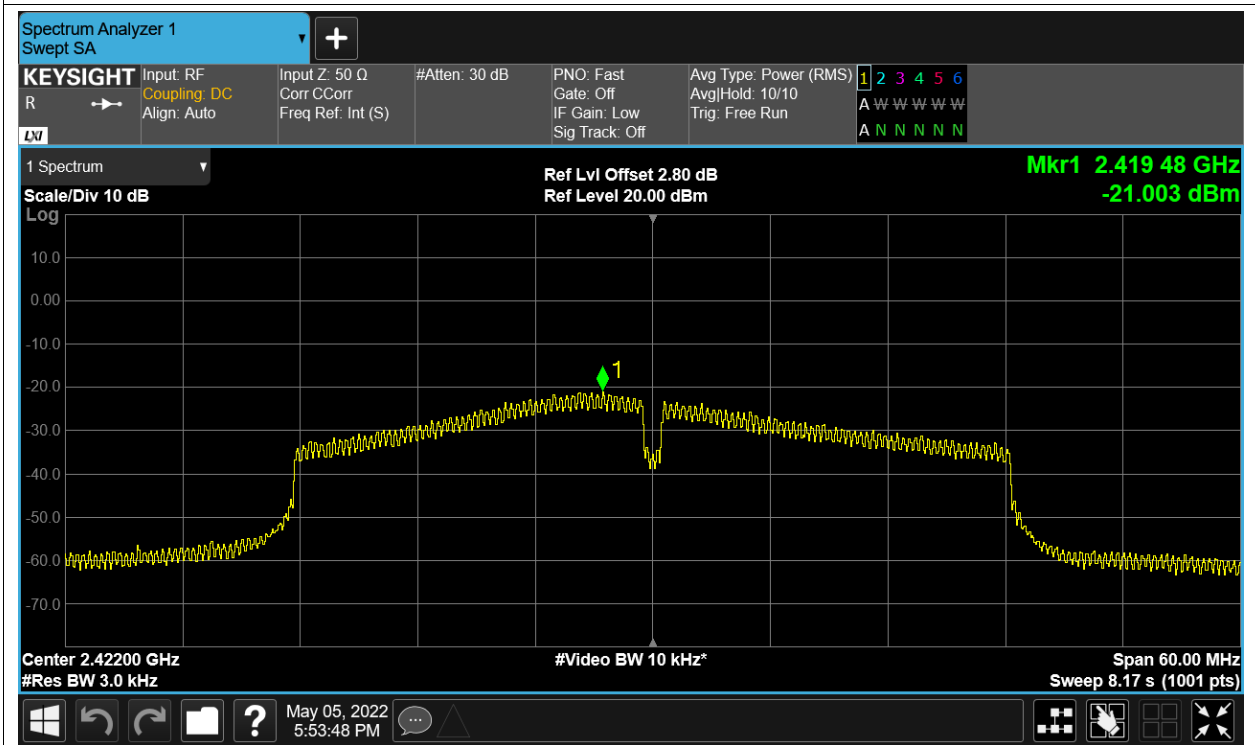 Spectrum Analyzer 1
Swept SA
+
KEYSIGHT
R
LXI
Input: RF
Coupling: DC
Align: Auto
Input Z: 50 Ω
Corr CCorr
Freq Ref: Int (S)
#Atten: 30 dB
PNO: Fast
Gate: Off
IF Gain: Low
Sig Track: Off
Avg Type: Power (RMS)
Avg|Hold: 10/10
Trig: Free Run
1 2 3 4 5 6
A W W W W W
A N N N N N
1 Spectrum
Scale/Div 10 dB
Log
Ref Lvl Offset 2.80 dB
Ref Level 20.00 dBm
Mkr1 2.419 48 GHz
-21.003 dBm
10.0
0.00
-10.0
1
-20.0
-30.0
-40.0
-50.0
-60.0
-70.0
Center 2.42200 GHz
#Res BW 3.0 kHz
#Video BW 10 kHz*
Span 60.00 MHz
Sweep 8.17 s (1001 pts)
?
May 05, 2022
5:53:48 PM